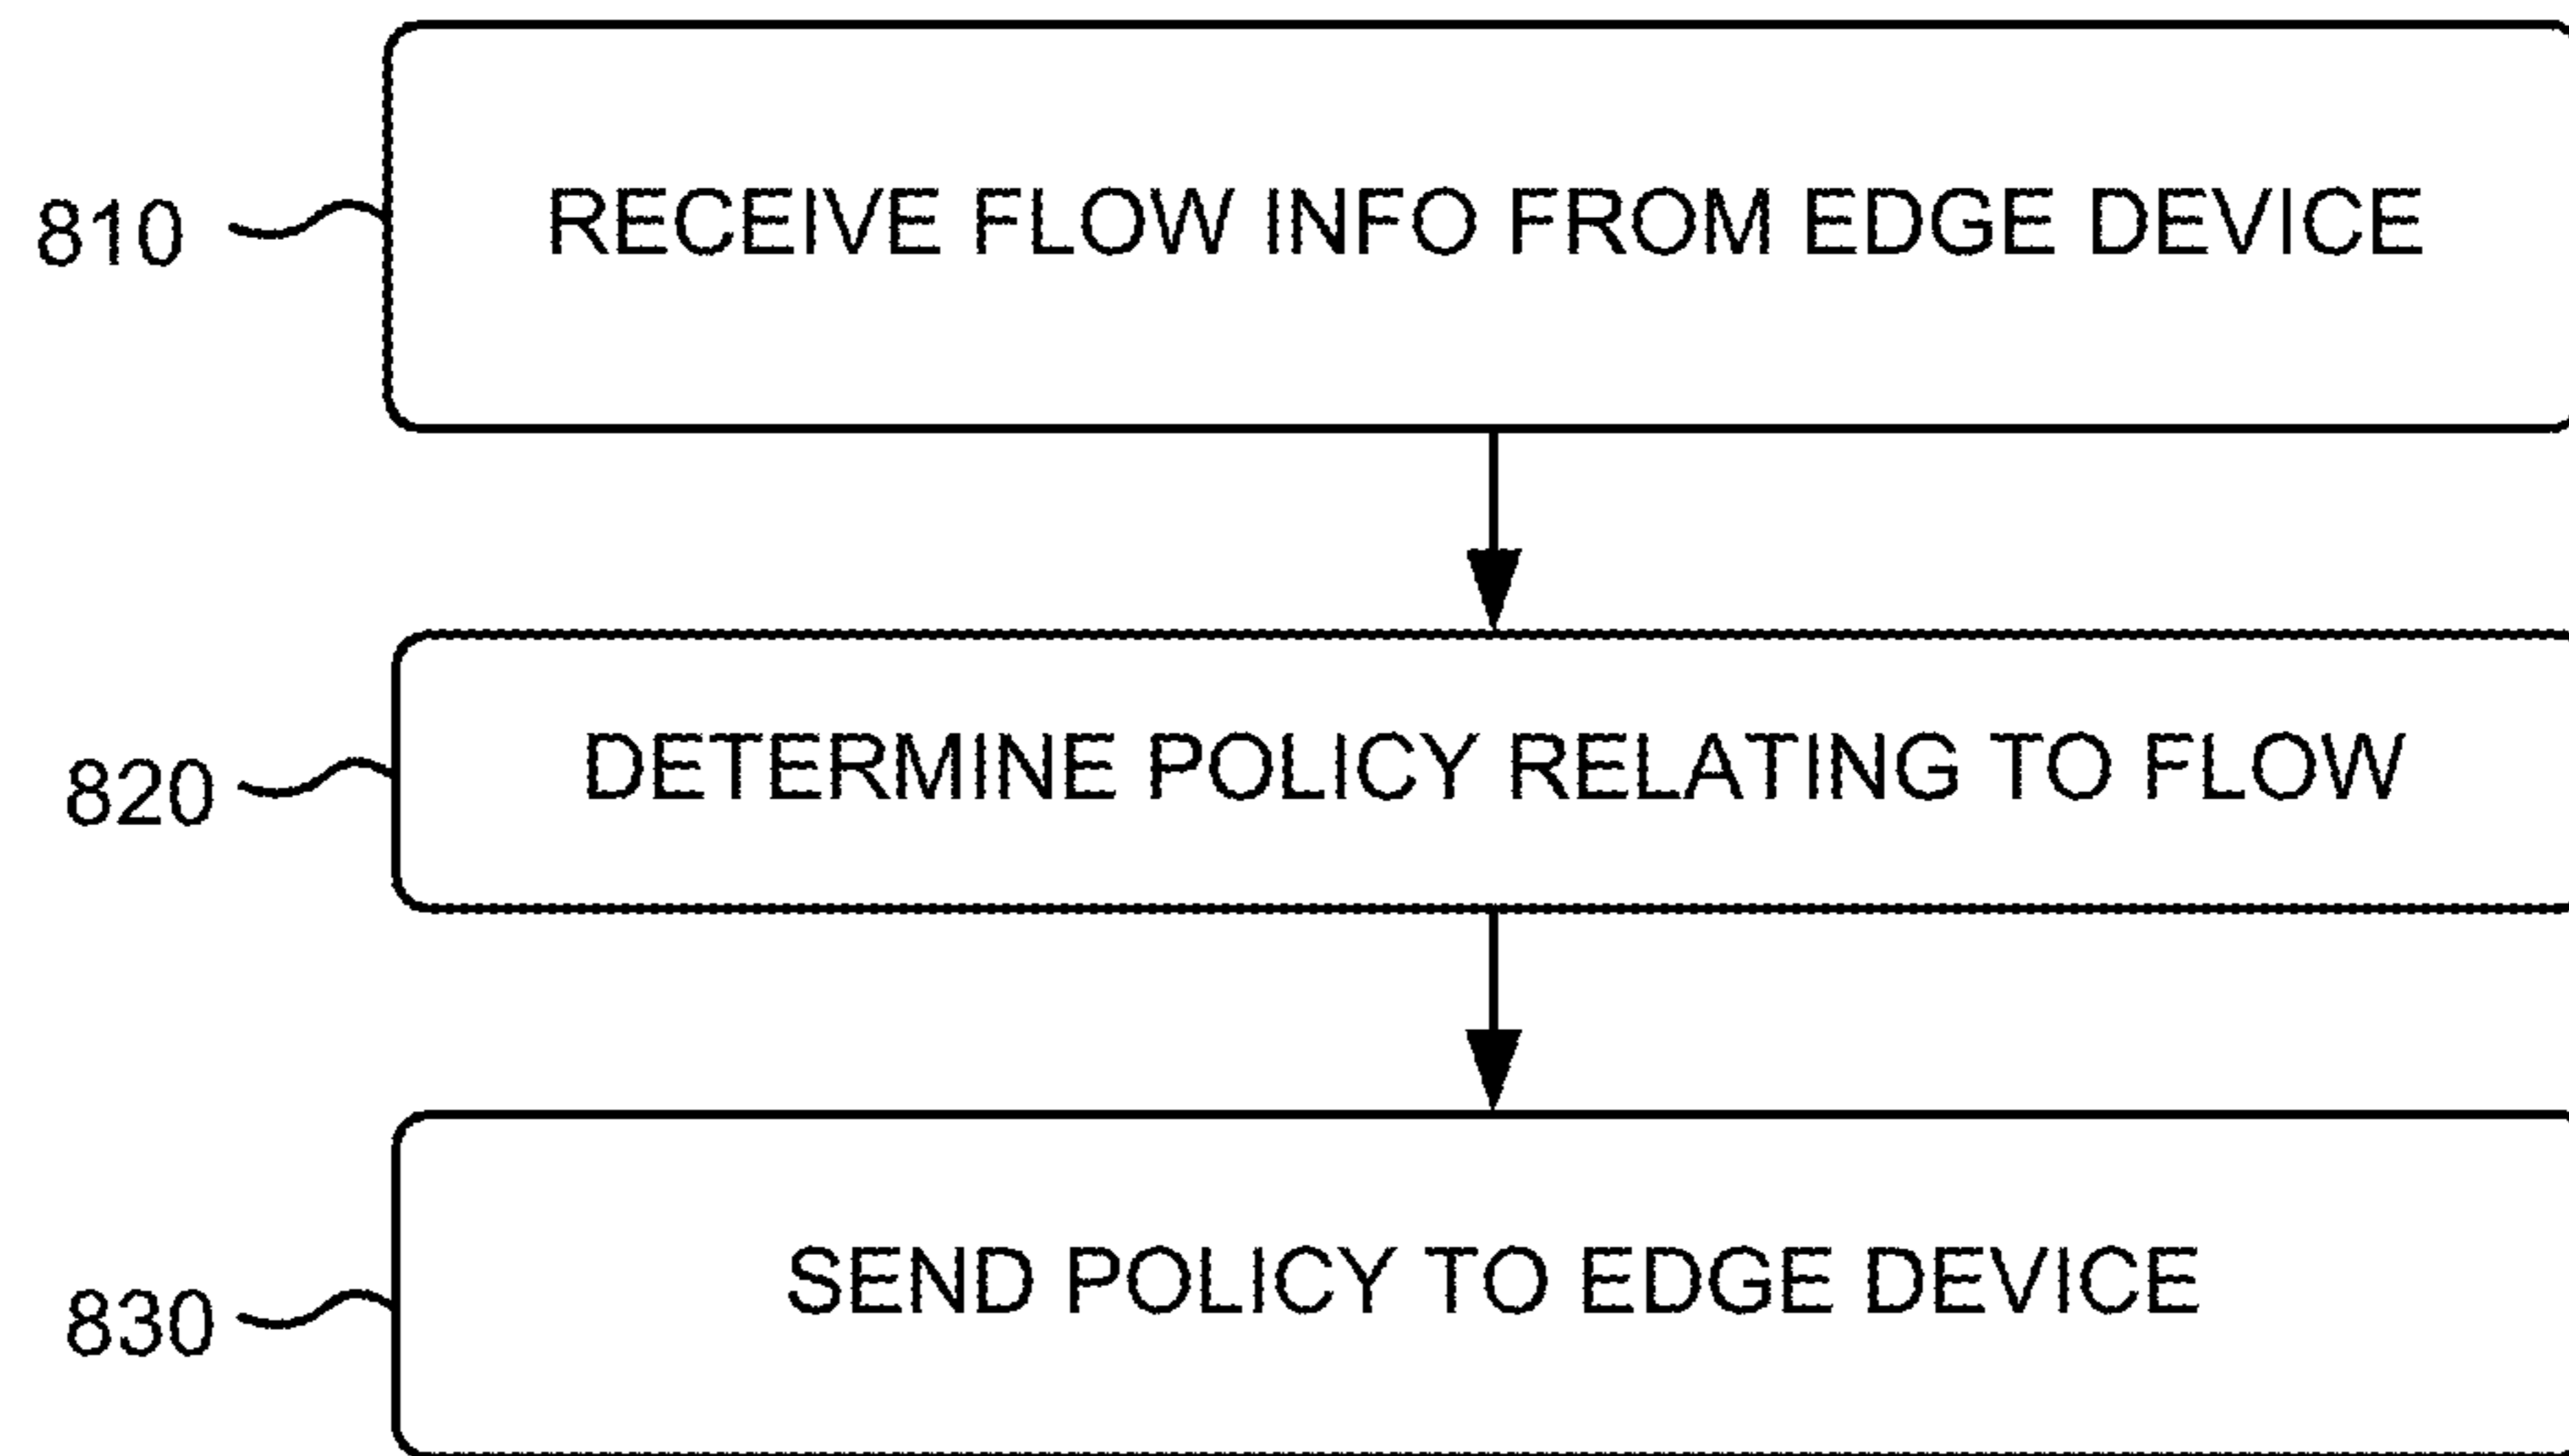 810 RECEIVE FLOW INFO FROM EDGE DEVICE
820 DETERMINE POLICY RELATING TO FLOW
830 SEND POLICY TO EDGE DEVICE